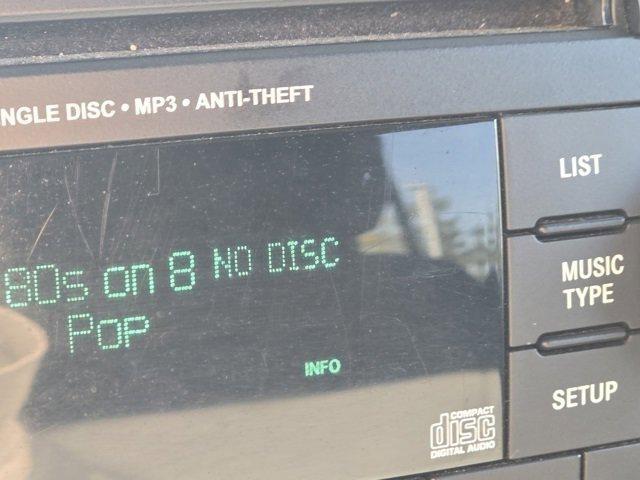 NGLE DISC • MP3 • ANTI-THEFT
LIST
80s on 8 NO DISC
MUSIC
TYPE
Pop
INFO
SETUP
COMPACT
disc
DIGITAL AUDIO